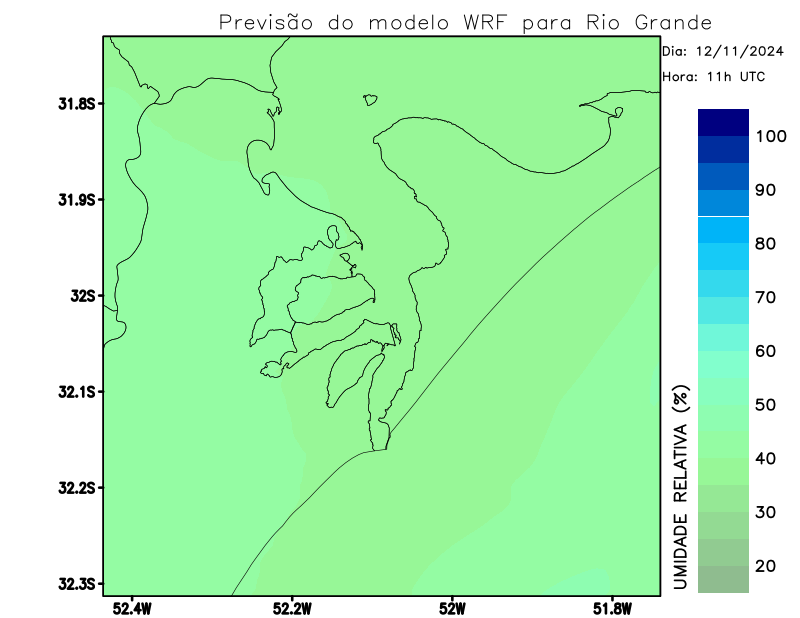 Previsão do modelo WRF para Rio Grande
Dia: 12/11/2024
Hora: 11h UTC
31.8S
31.9S
32S
32.1S
32.2S
32.3S
52.4W
52.2W
52W
51.8W
UMIDADE RELATIVA (%)
100
90
80
70
60
50
40
30
20